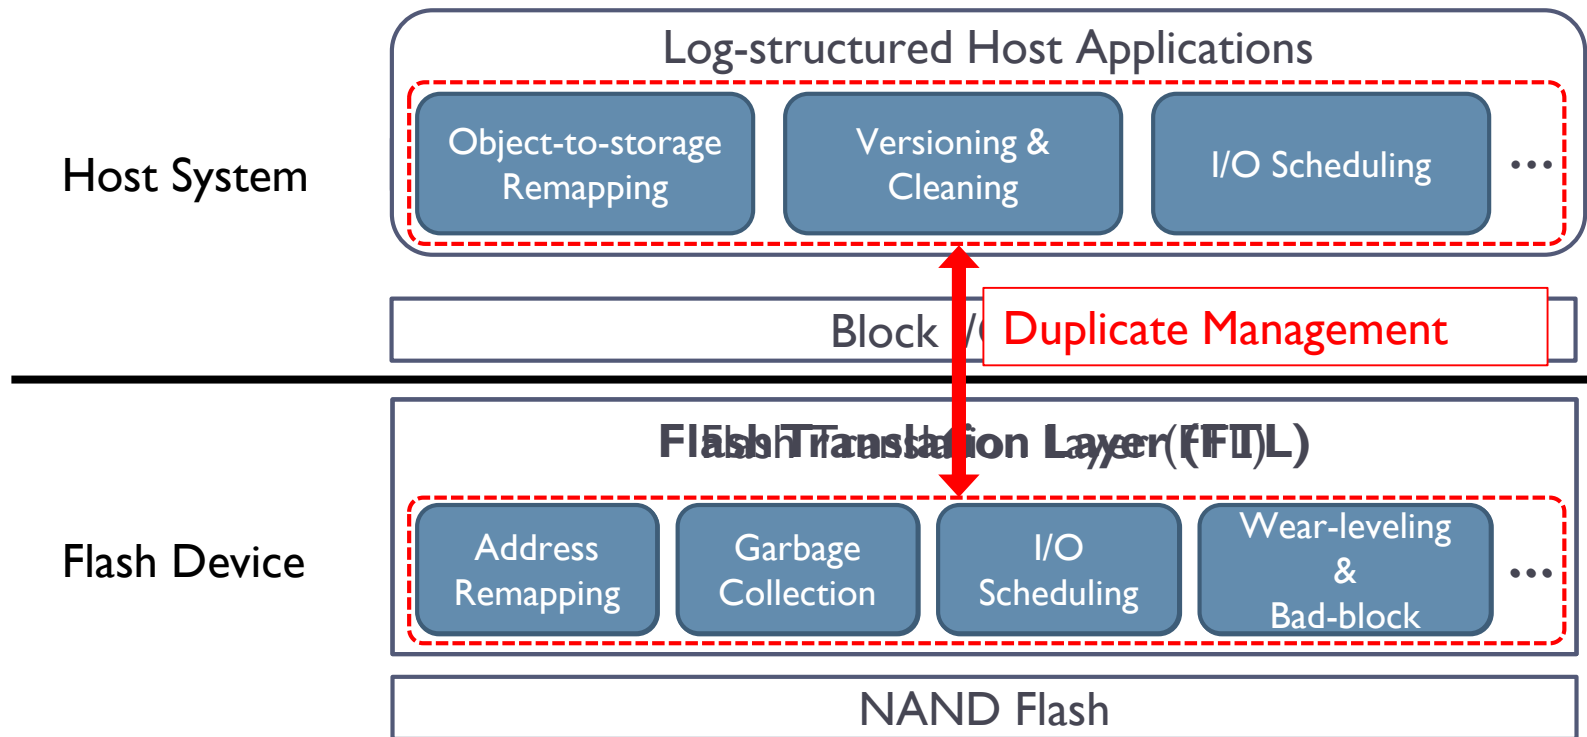 Log-structured Host Applications
Host System
Object-to-storage
Remapping
Versioning &
Cleaning
I/O Scheduling
...
Block
Duplicate Management
Flash Translation Layer (FTL)
Flash Device
Address
Remapping
Garbage
Collection
I/O
Scheduling
Wear-leveling
&
Bad-block
...
NAND Flash